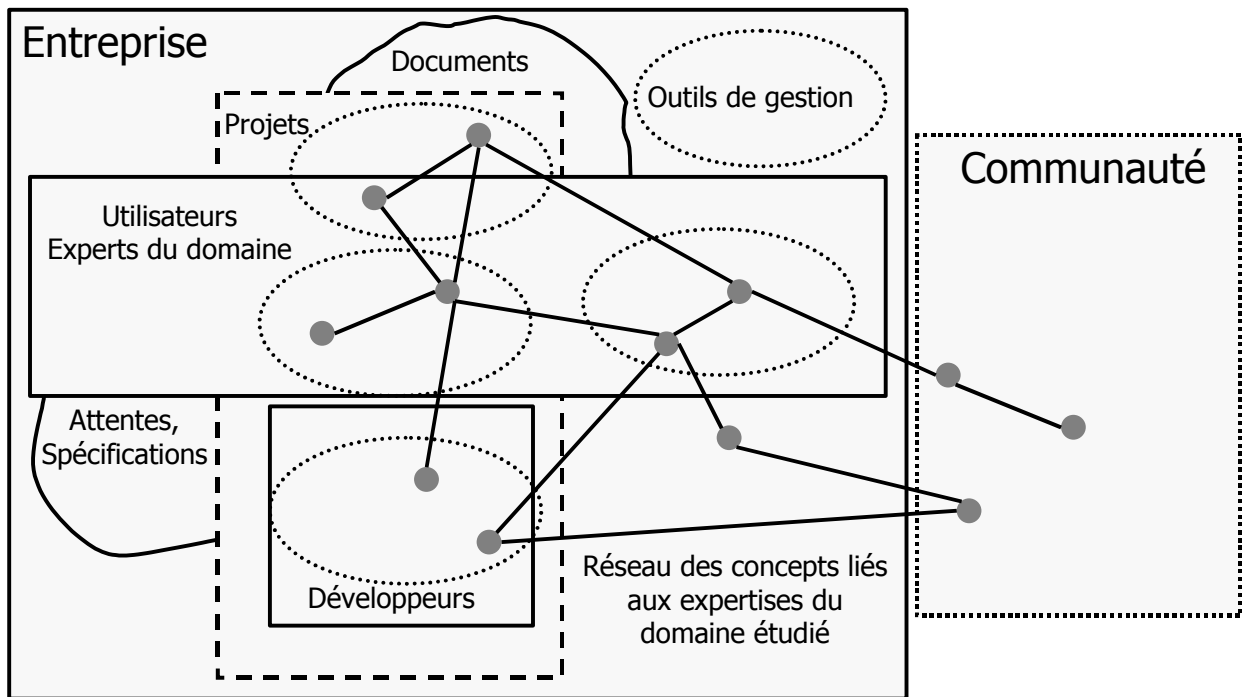 Entreprise
Documents
Outils de gestion
Projets
Communauté
Utilisateurs
Experts du domaine
Attentes,
Spécifications
Développeurs
Réseau des concepts liés
aux expertises du
domaine étudié